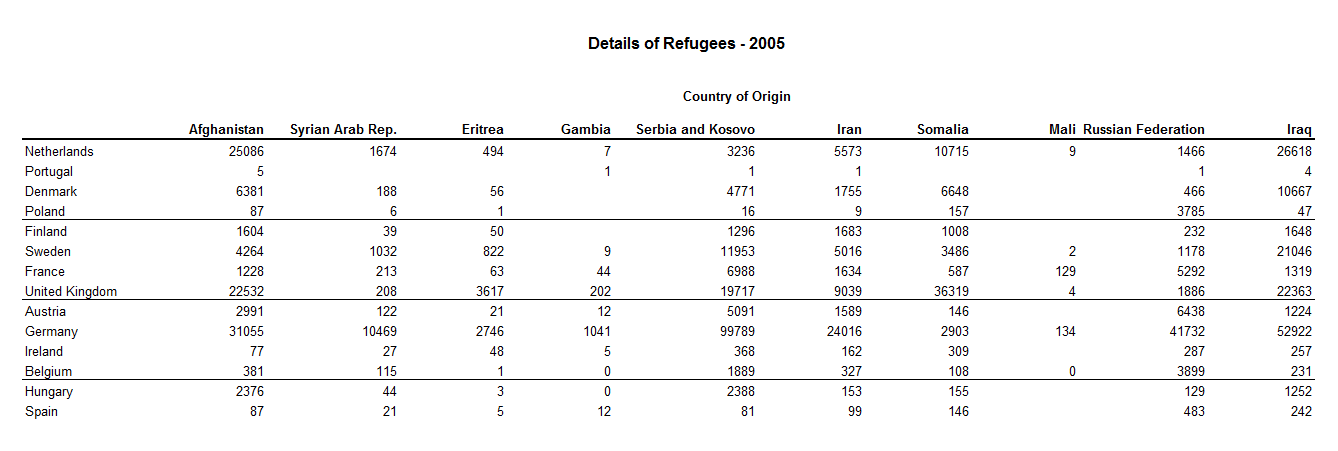 Details of Refugees - 2005
Country of Origin
Afghanistan Syrian Arab Rep. Eritrea Gambia Serbia and Kosovo Iran Somalia Mali Russian Federation Iraq
Netherlands 25086 1674 494 7 3236 5573 10715 9 1466 26618
Portugal 5 1 1 1 1 4
Denmark 6381 188 56 4771 1755 6648 466 10667
Poland 87 6 1 16 9 157 3785 47
Finland 1604 39 50 1296 1683 1008 232 1648
Sweden 4264 1032 822 9 11953 5016 3486 2 1178 21046
France 1228 213 63 44 6988 1634 587 129 5292 1319
United Kingdom 22532 208 3617 202 19717 9039 36319 4 1886 22363
Austria 2991 122 21 12 5091 1589 146 6438 1224
Germany 31055 10469 2746 1041 99789 24016 2903 134 41732 52922
Ireland 77 27 48 5 368 162 309 287 257
Belgium 381 115 1 0 1889 327 108 0 3899 231
Hungary 2376 44 3 0 2388 153 155 129 1252
Spain 87 21 5 12 81 99 146 483 242